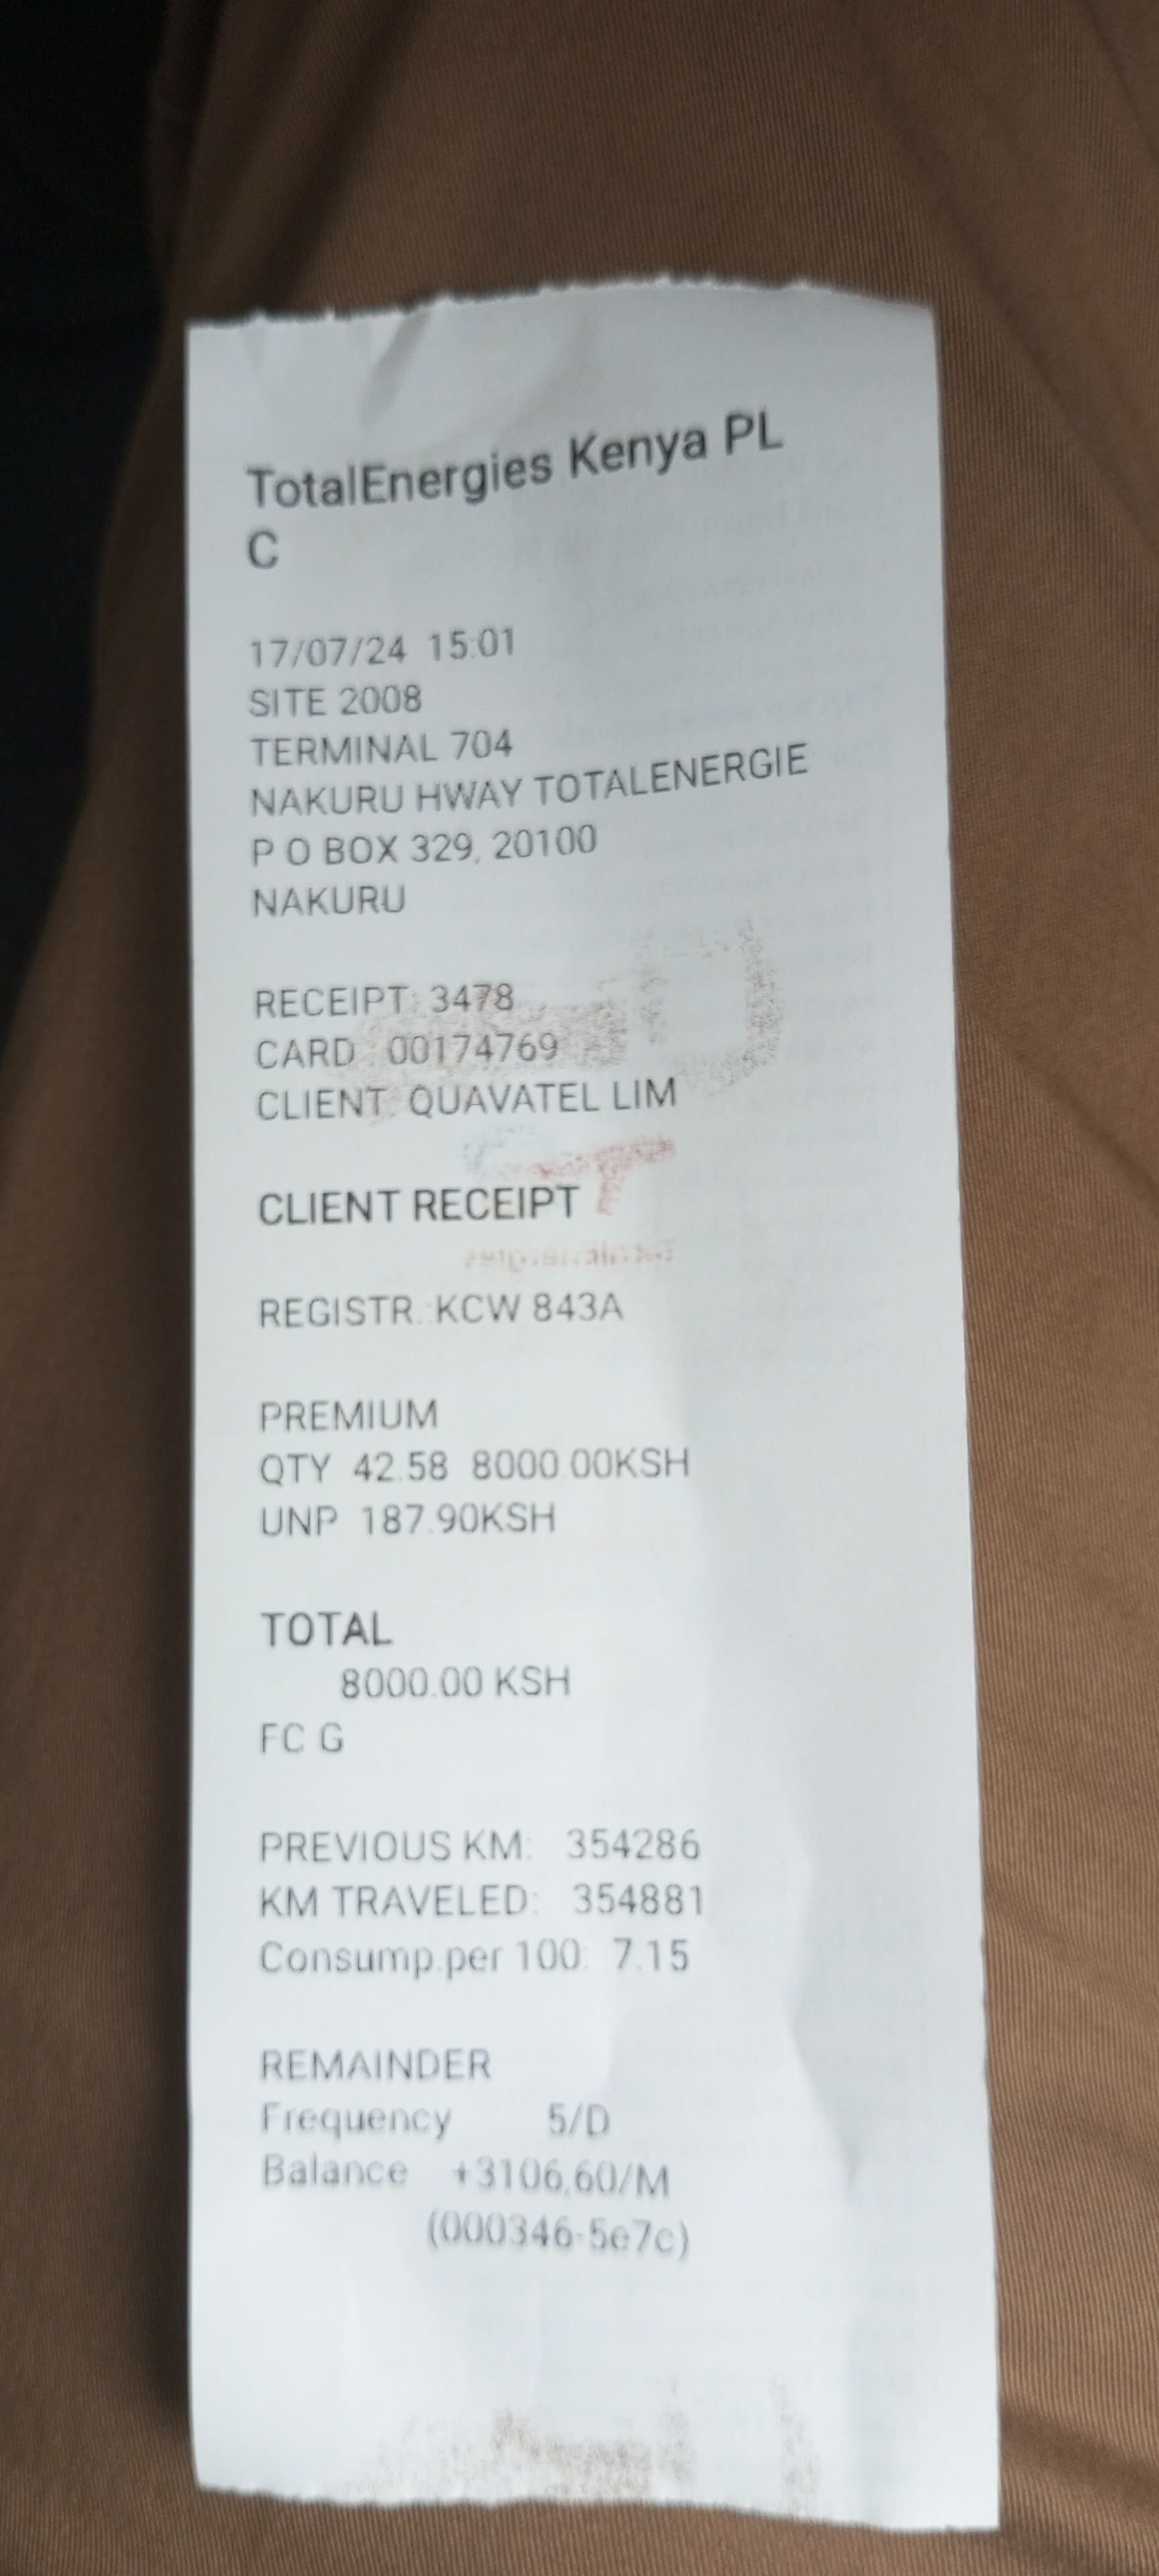 TotalEnergies Kenya PL
C
17/07/24 15:01
SITE 2008
TERMINAL 704
NAKURU HWAY TOTALENERGIE
P O BOX 329, 20100
NAKURU
RECEIPT: 3478
CARD : 00174769
CLIENT: QUAVATEL LIM
CLIENT RECEIPT
TotalEnergies
REGISTR.:KCW 843A
PREMIUM
QTY 42.58 8000.00KSH
UNP 187.90KSH
TOTAL
8000.00 KSH
FC G
PREVIOUS KM: 354286
KM TRAVELED: 354881
Consump.per 100: 7.15
REMAINDER
Frequency 5/D
Balance +3106.60/M
(000346-5e7c)